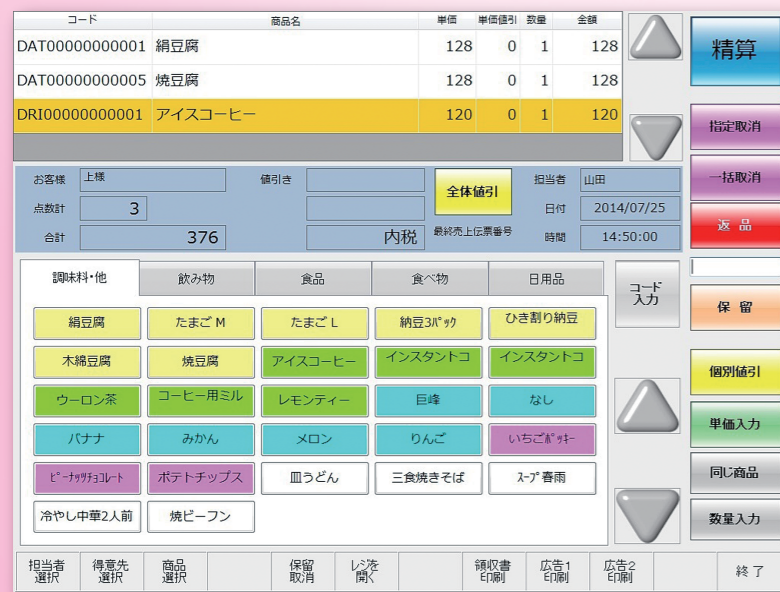 コード 商品名 単価 単価値引 数量 金額
DAT00000000001 絹豆腐 128 0 1 128
DAT00000000005 焼豆腐 128 0 1 128
DRI00000000001 アイスコーヒー 120 0 1 120
精算
指定取消
一括取消
返 品
お客様 上様 値引き 全体値引 担当者 山田
点数計 3 日付 2014/07/25
合計 376 内税 最終売上伝票番号 時間 14:50:00
調味料・他 飲み物 食品 食べ物 日用品
コード
入力
保 留
絹豆腐 たまごM たまごL 納豆3パック ひき割り納豆
木綿豆腐 焼豆腐 アイスコーヒー インスタントコ インスタントコ
個別値引
ウーロン茶 コーヒー用ミル レモンティー 巨峰 なし
単価入力
バナナ みかん メロン りんご いちごポッキー
ピーナッツチョコレート ポテトチップス 皿うどん 三食焼きそば スープ春雨
同じ商品
冷やし中華2人前 焼ビーフン
数量入力
担当者 得意先 商品 保留 レジを 領収書 広告1 広告2
選択 選択 選択 取消 開く 印刷 印刷 印刷
終了